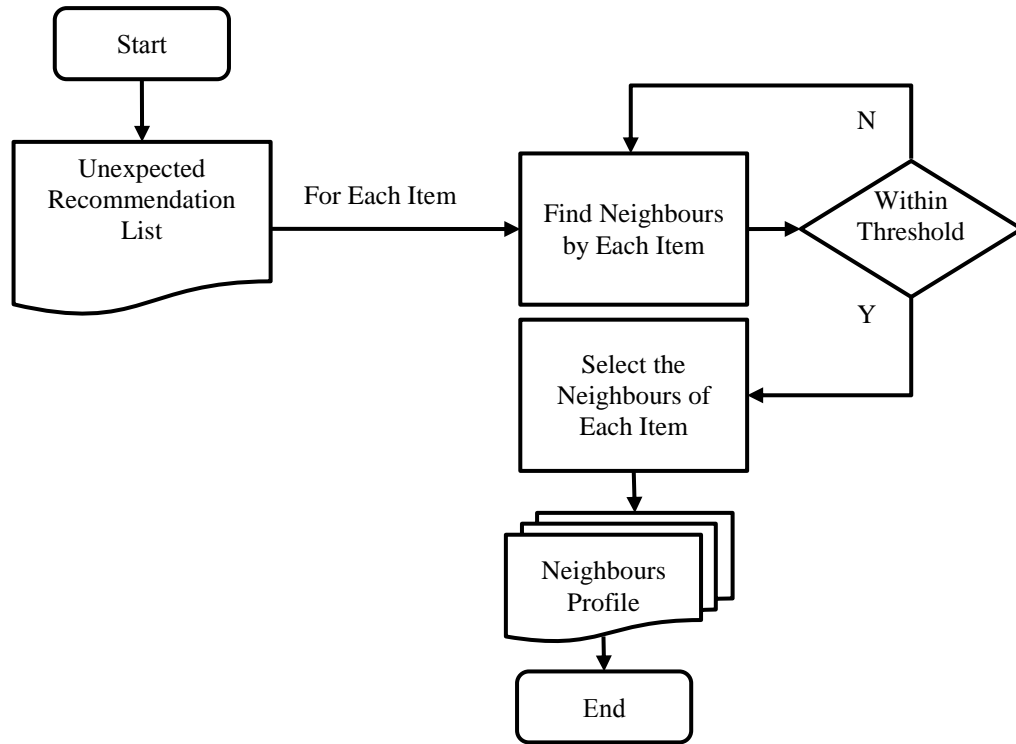 Start
Unexpected
Recommendation
List
For Each Item
Find Neighbours
by Each Item
N
Within
Threshold
Y
Select the
Neighbours of
Each Item
Neighbours
Profile
End